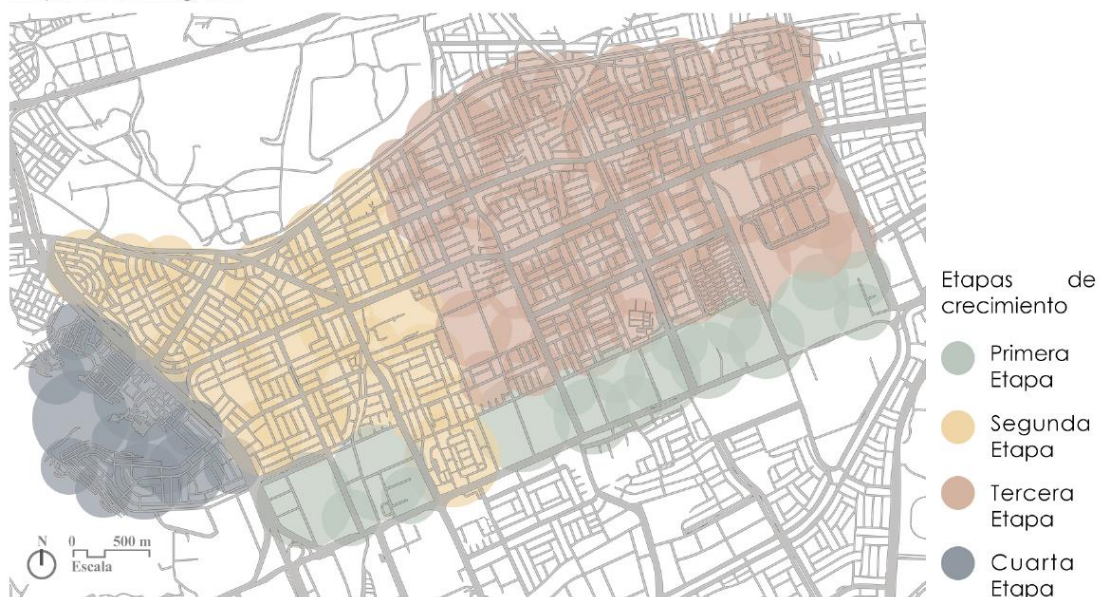 Etapas de
crecimiento
Primera
Etapa
Segunda
Etapa
Tercera
Etapa
Cuarta
Etapa
N 0 500 m
Escala